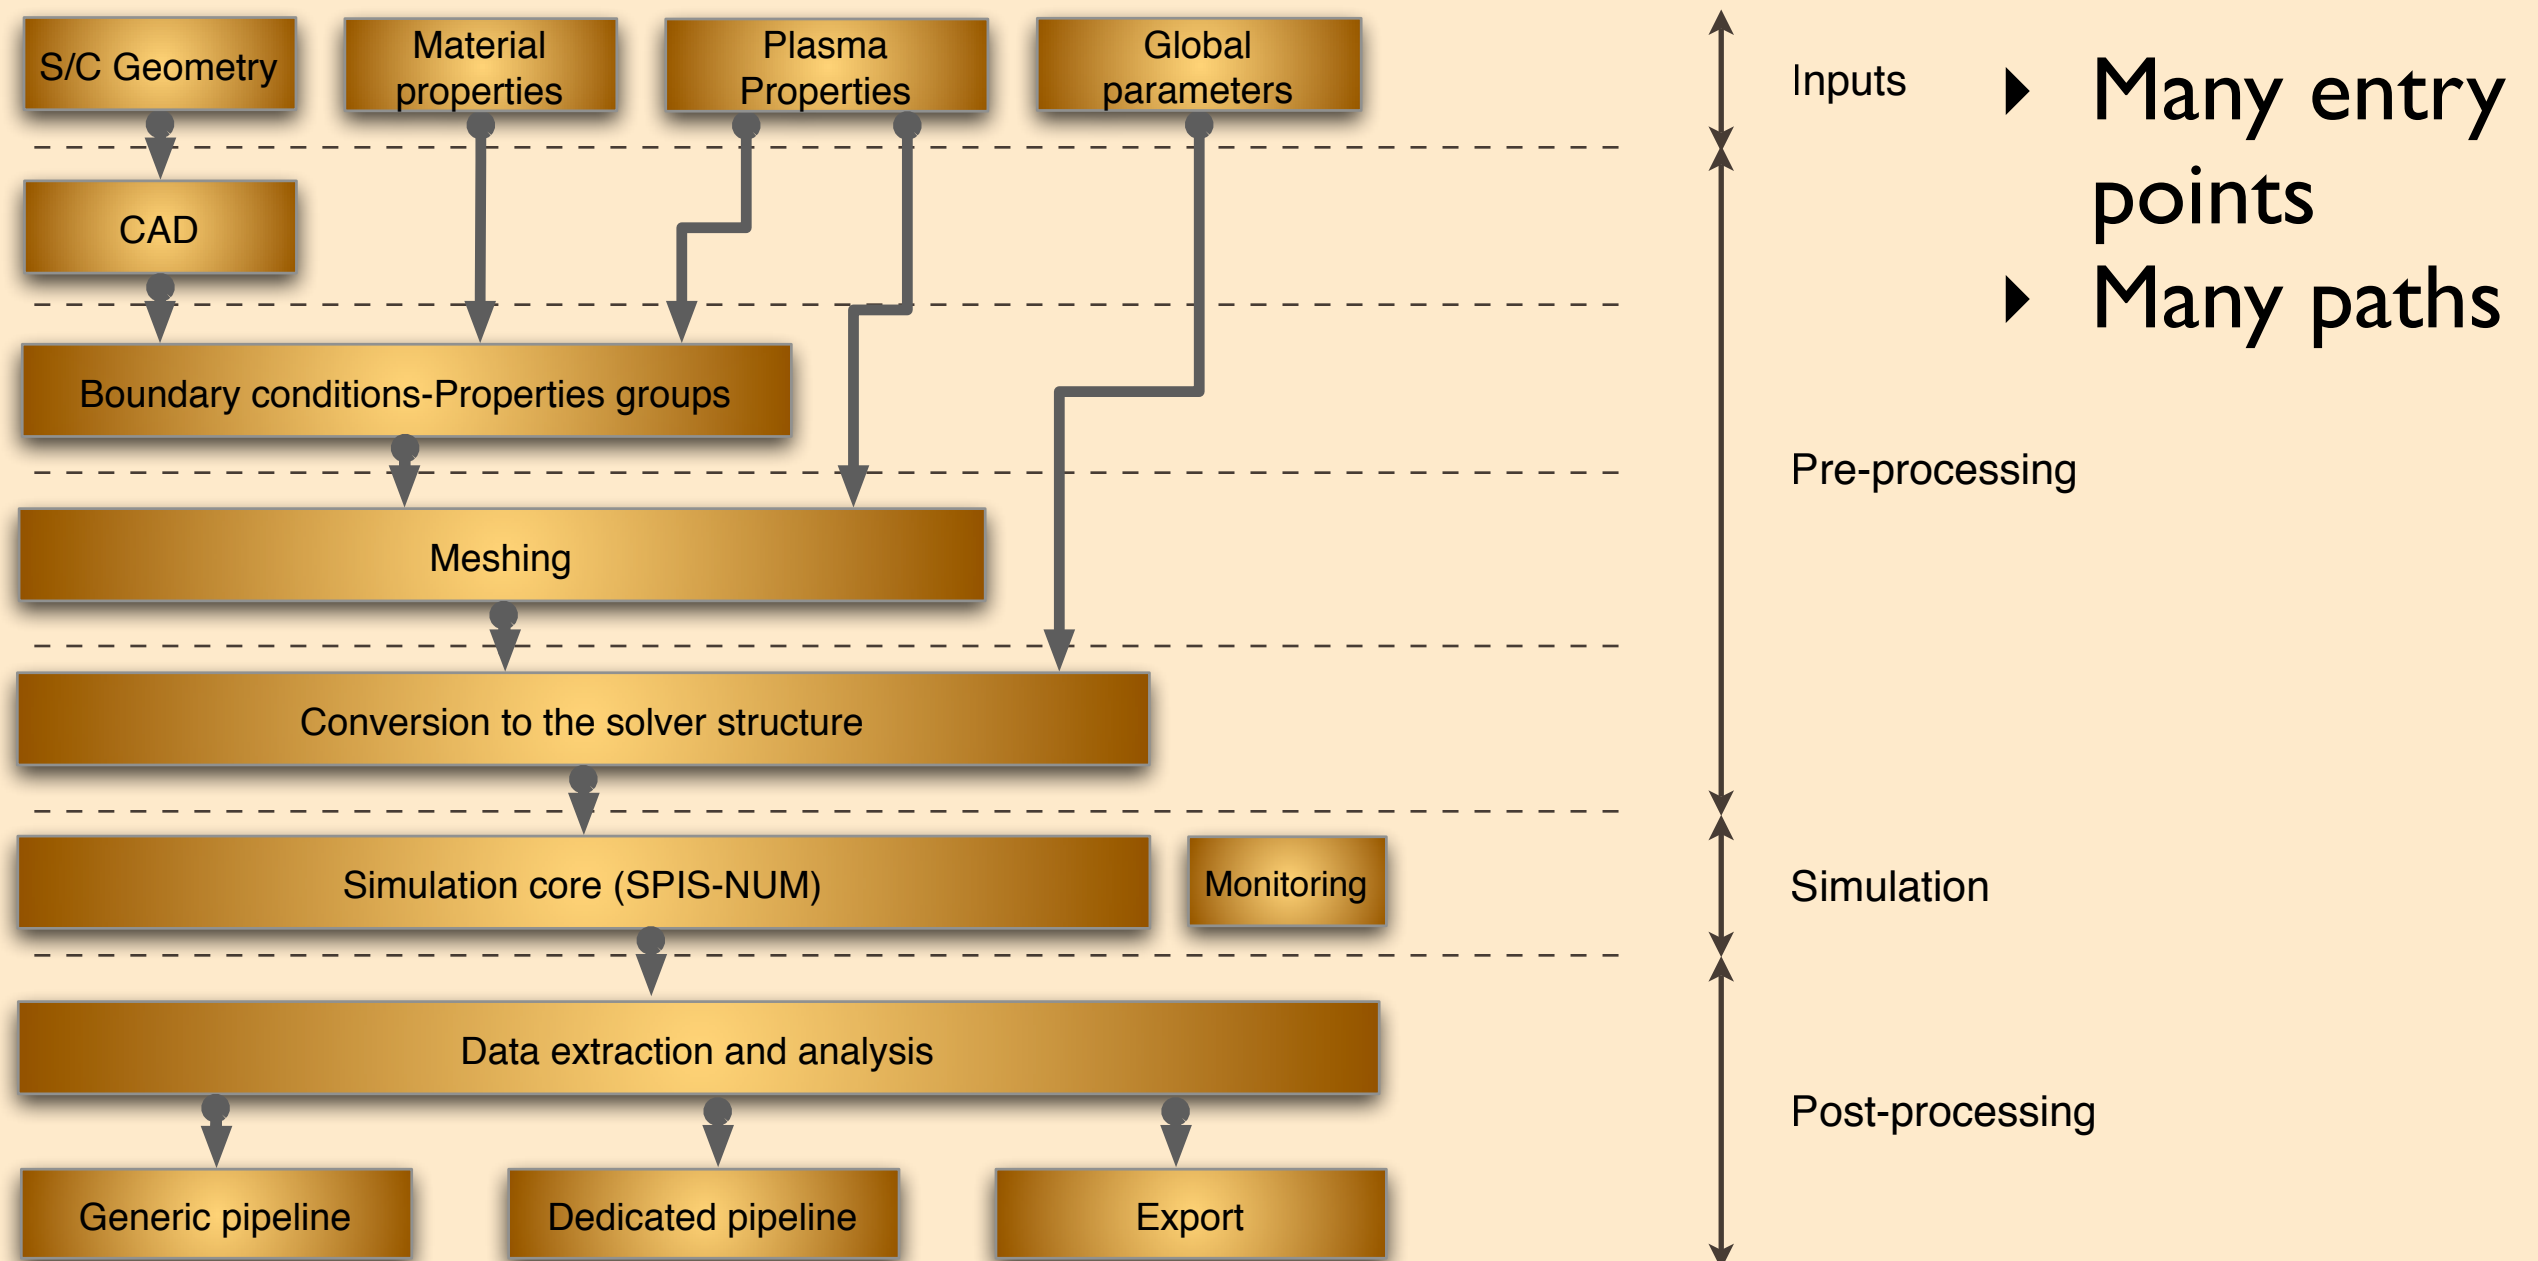 S/C Geometry
Material
properties
Plasma
Properties
Global
parameters
Inputs
Many entry
points
Many paths
CAD
Boundary conditions-Properties groups
Pre-processing
Meshing
Conversion to the solver structure
Simulation core (SPIS-NUM)
Monitoring
Simulation
Data extraction and analysis
Post-processing
Generic pipeline
Dedicated pipeline
Export